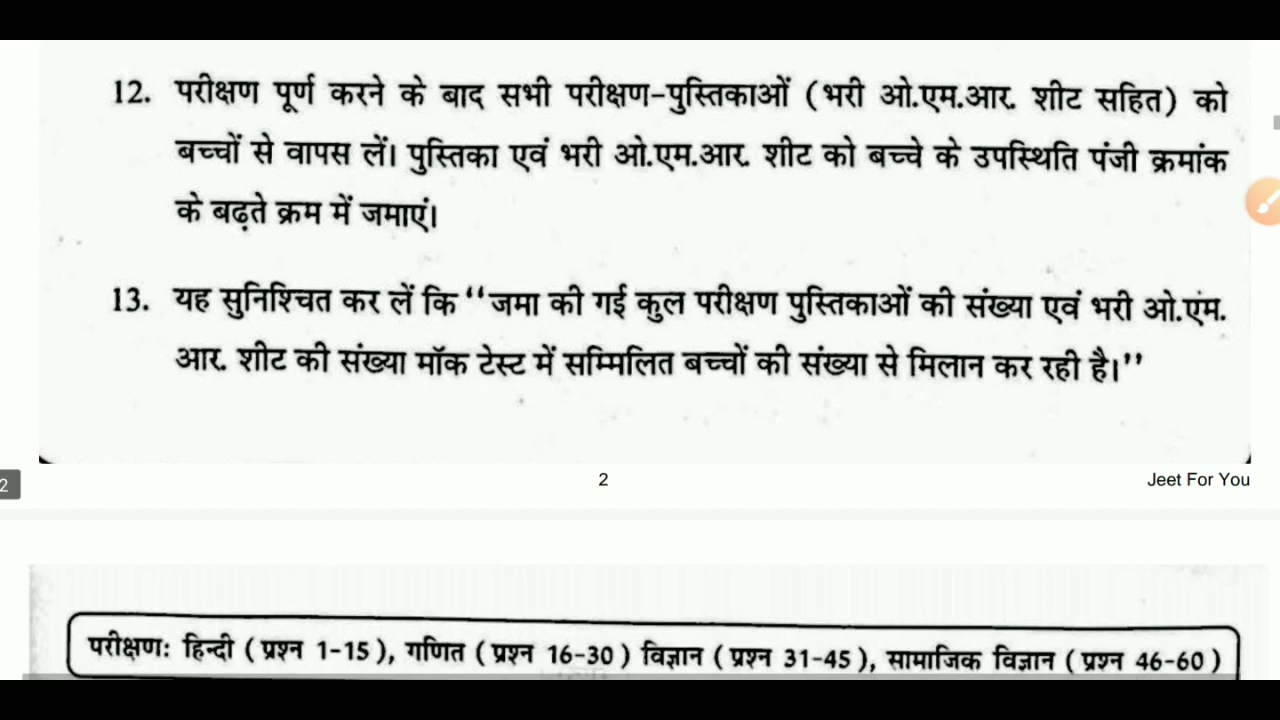 12. परीक्षण पूर्ण करने के बाद सभी परीक्षण-पुस्तिकाओं (भरी ओ.एम.आर. शीट सहित) को
बच्चों से वापस लें। पुस्तिका एवं भरी ओ.एम.आर. शीट को बच्चे के उपस्थिति पंजी क्रमांक
के बढ़ते क्रम में जमाएं।
13. यह सुनिश्चित कर लें कि “जमा की गई कुल परीक्षण पुस्तिकाओं की संख्या एवं भरी ओ.एम.
आर. शीट की संख्या मॉक टेस्ट में सम्मिलित बच्चों की संख्या से मिलान कर रही है।”
2
2
Jeet For You
परीक्षण: हिन्दी ( प्रश्न 1-15 ), गणित ( प्रश्न 16-30 ) विज्ञान ( प्रश्न 31-45 ), सामाजिक विज्ञान ( प्रश्न 46-60 )